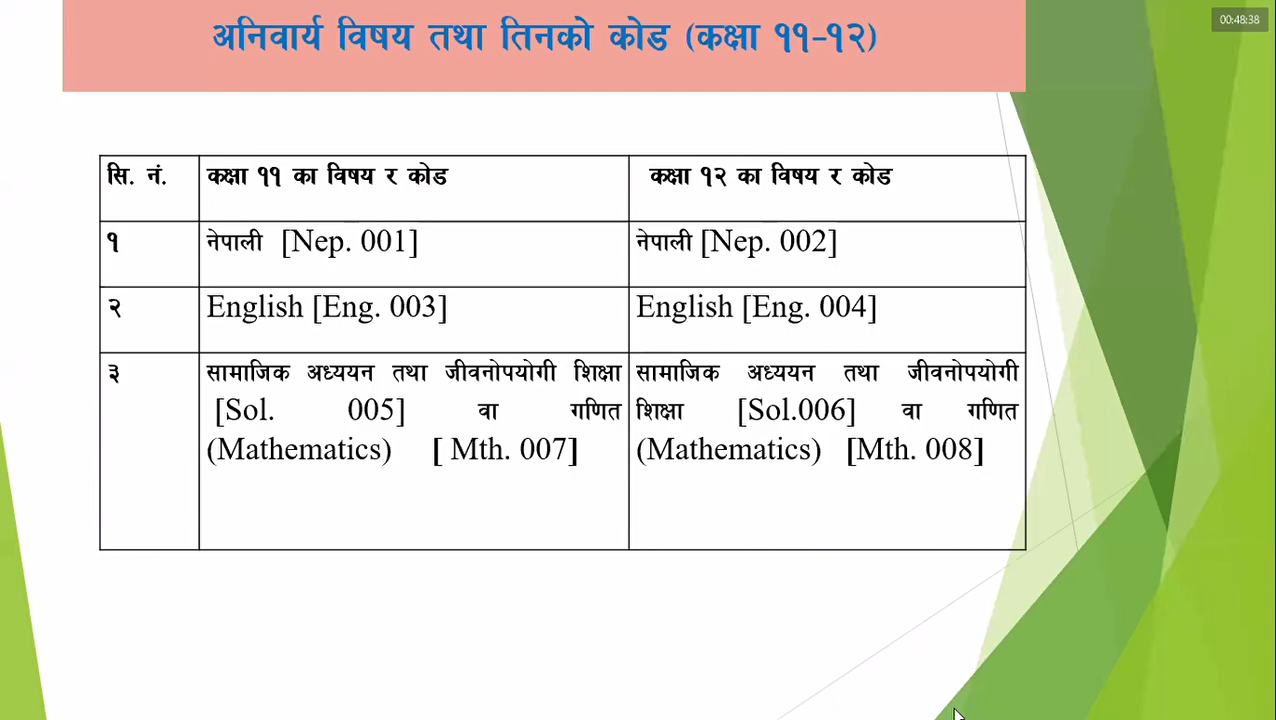 00:48:38
अनिवार्य विषय तथा तिनको कोड (कक्षा ११-१२)
सि. नं.
कक्षा ११ का विषय र कोड
कक्षा १२ का विषय र कोड
१
नेपाली [Nep. 001]
नेपाली [Nep. 002]
२
English [Eng. 003]
English [Eng. 004]
३
सामाजिक अध्ययन तथा जीवनोपयोगी शिक्षा
[Sol. 005] वा गणित
(Mathematics) [ Mth. 007]
सामाजिक अध्ययन तथा जीवनोपयोगी
शिक्षा [Sol.006] वा गणित
(Mathematics) [Mth. 008]